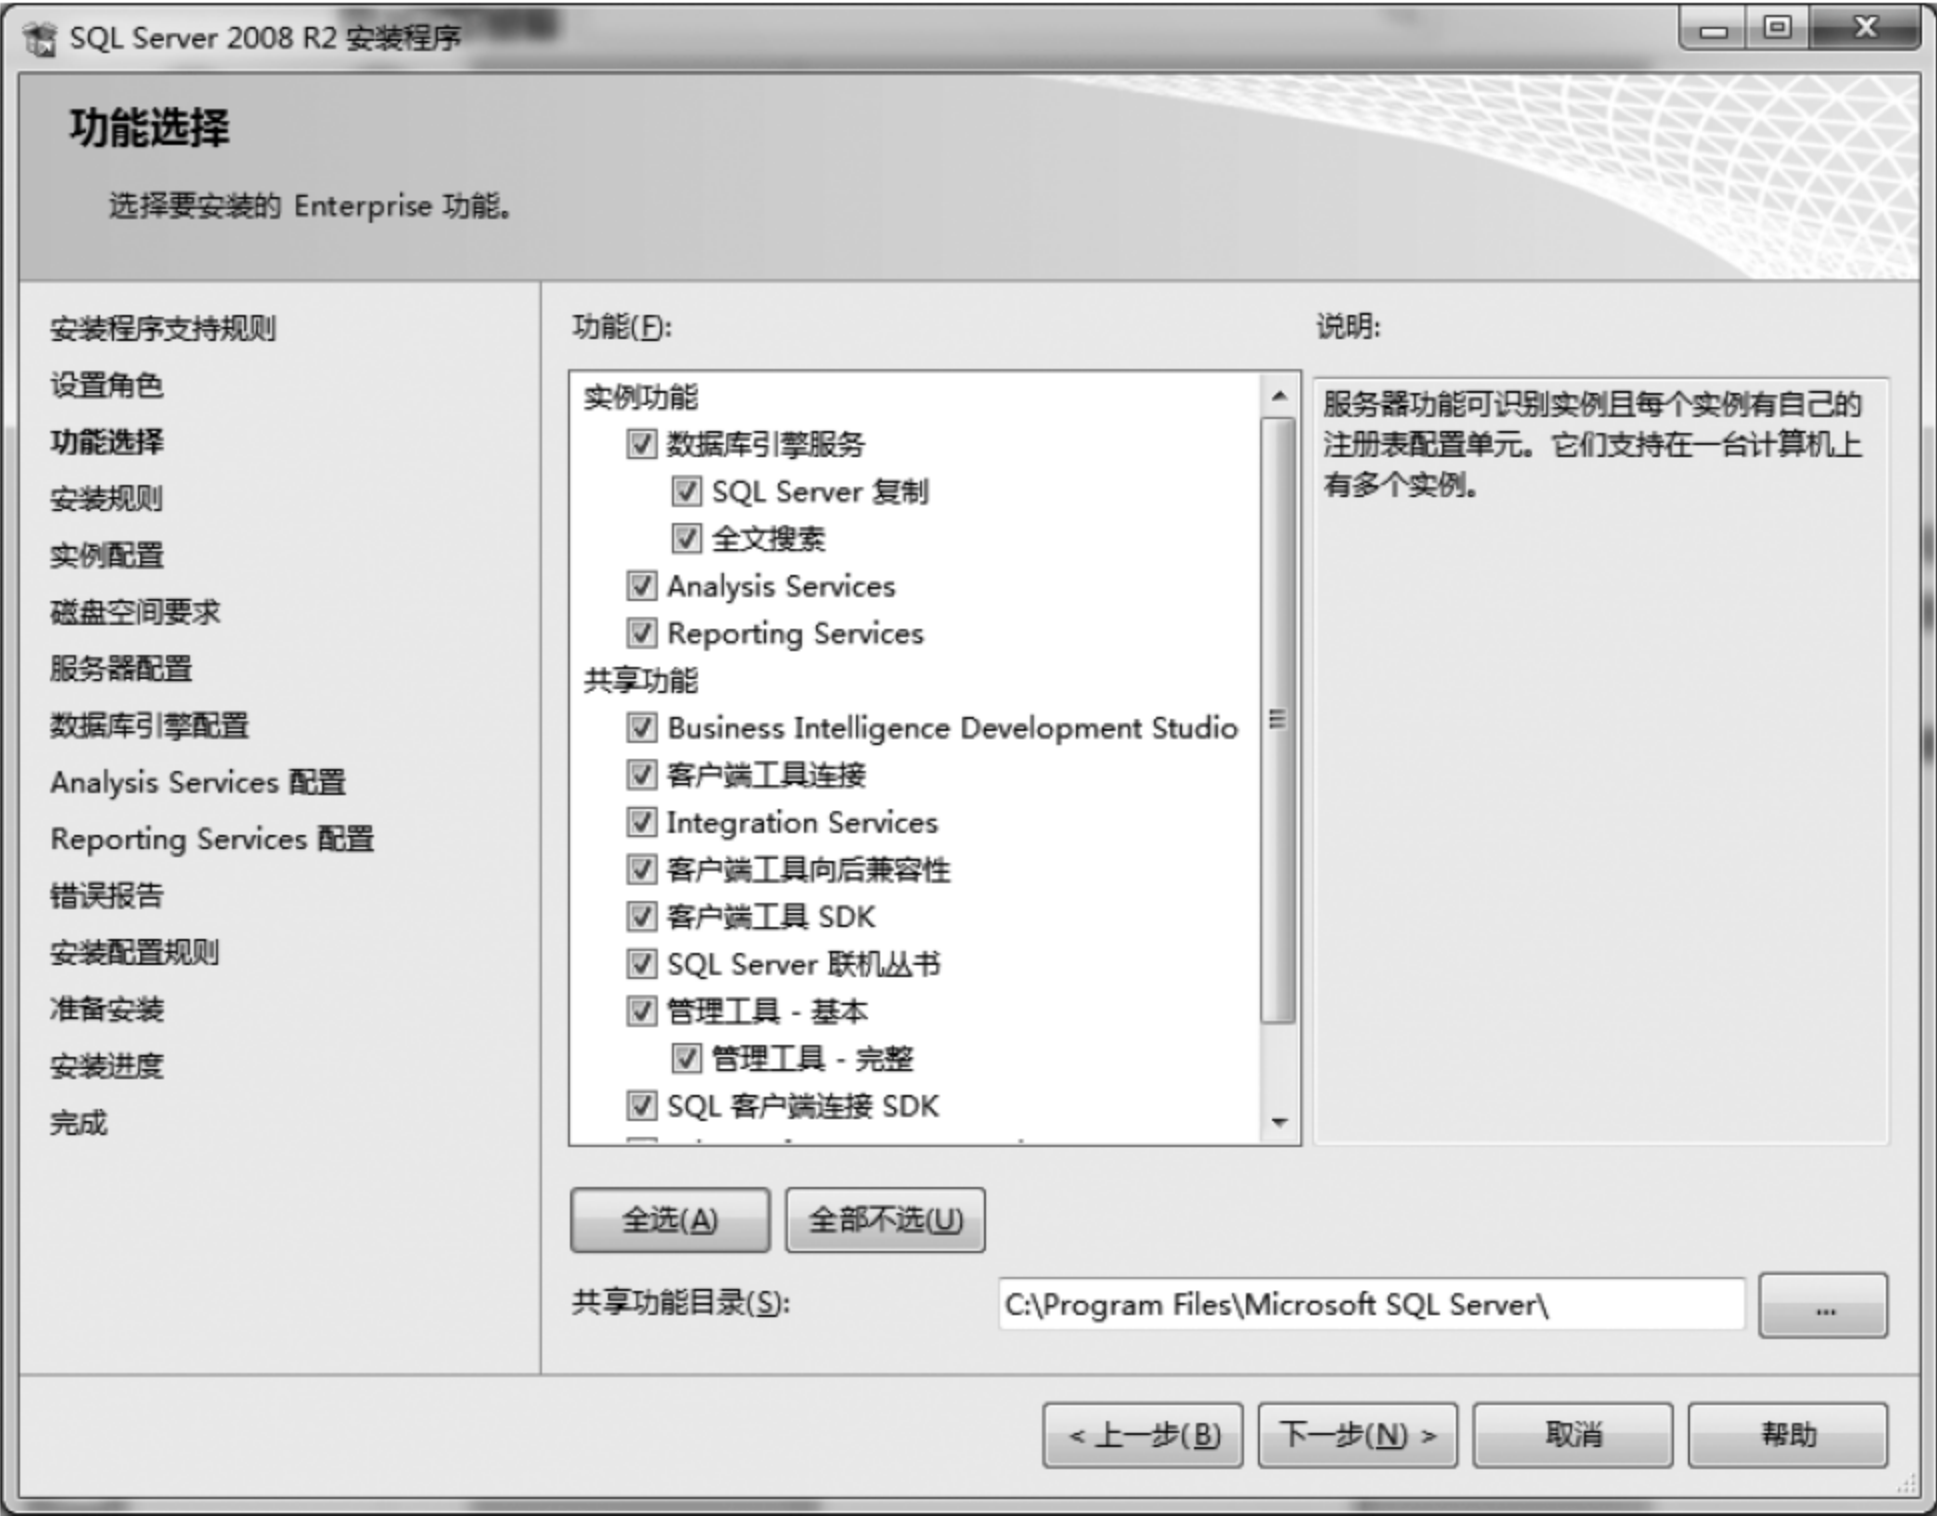 SQL Server 2008 R2 安装程序
功能选择
选择要安装的 Enterprise 功能。
安装程序支持规则
设置角色
功能选择
安装规则
实例配置
磁盘空间要求
服务器配置
数据库引擎配置
Analysis Services 配置
Reporting Services 配置
错误报告
安装配置规则
准备安装
安装进度
完成
功能(F):
实例功能
数据库引擎服务
SQL Server 复制
全文搜索
Analysis Services
Reporting Services
共享功能
Business Intelligence Development Studio
客户端工具连接
Integration Services
客户端工具向后兼容性
客户端工具 SDK
SQL Server 联机丛书
管理工具 - 基本
管理工具 - 完整
SQL 客户端连接 SDK
说明:
服务器功能可识别实例且每个实例有自己的
注册表配置单元。它们支持在一台计算机上
有多个实例。
全选(A)
全部不选(U)
共享功能目录(S):
C:\Program Files\Microsoft SQL Server\
...
< 上一步(B)
下一步(N) >
取消
帮助